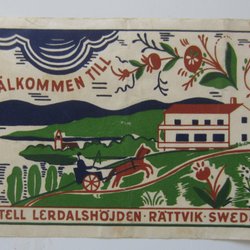 ÄLKOMMEN TILL
TELL LERDALSHÖJDEN · RÄTTVIK · SWED